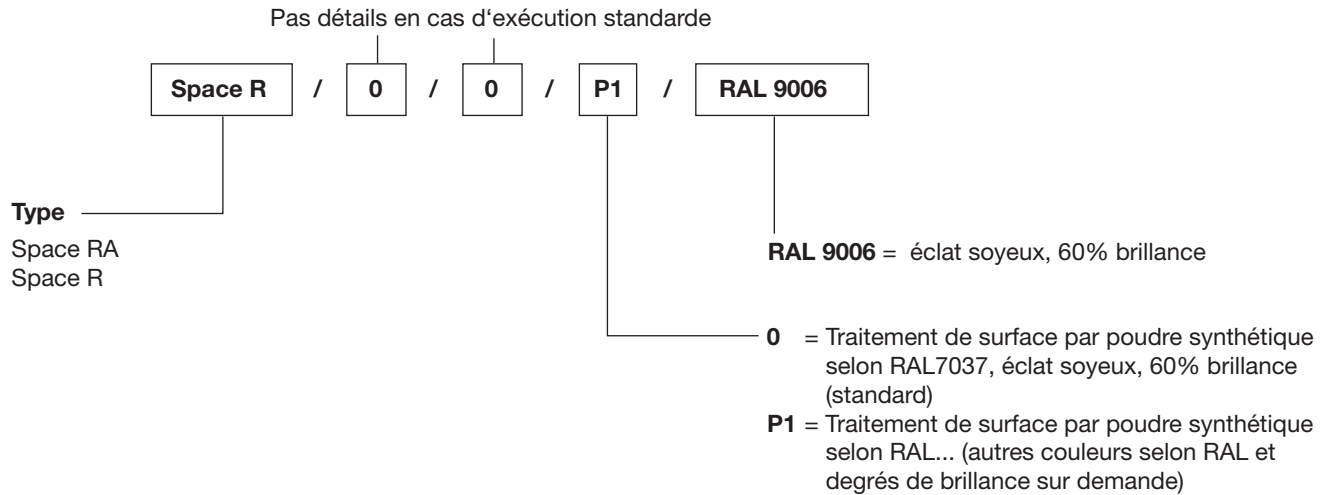 Pas détails en cas d‘exécution standarde
Space R / 0 / 0 / P1 / RAL 9006
Type
Space RA
Space R
RAL 9006 = éclat soyeux, 60% brillance
0 = Traitement de surface par poudre synthétique
selon RAL7037, éclat soyeux, 60% brillance
(standard)
P1 = Traitement de surface par poudre synthétique
selon RAL... (autres couleurs selon RAL et
degrés de brillance sur demande)